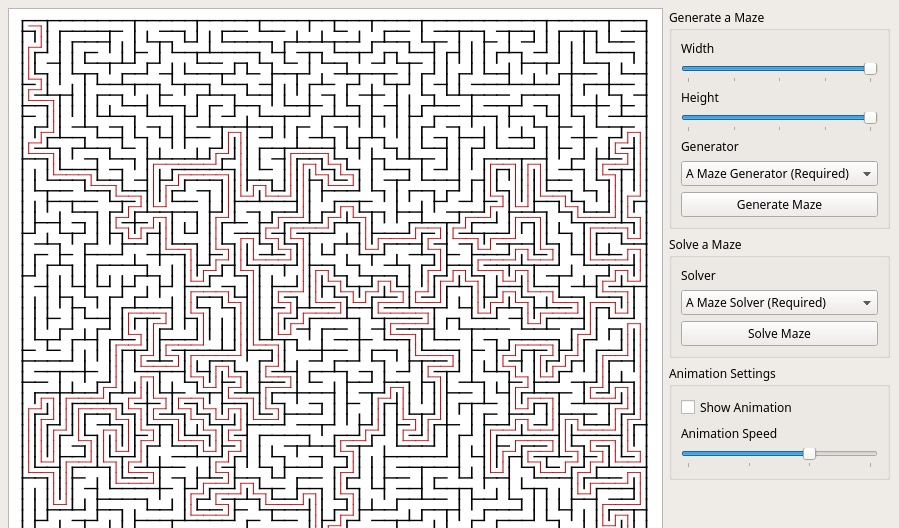 Generate a Maze
Width
Height
Generator
A Maze Generator (Required)
Generate Maze
Solve a Maze
Solver
A Maze Solver (Required)
Solve Maze
Animation Settings
Show Animation
Animation Speed